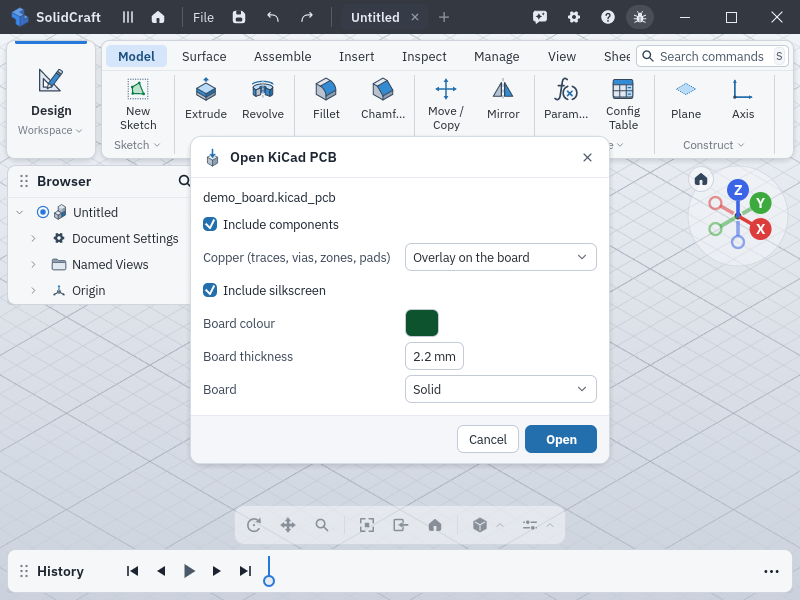 SolidCraft
File
Untitled
Model
Surface
Assemble
Insert
Inspect
Manage
View
Search commands
S
Design
Workspace
New
Sketch
Extrude
Revolve
Fillet
Chamf...
Move /
Copy
Mirror
Param...
Config
Table
Plane
Axis
Sketch
Construct
Browser
Untitled
Document Settings
Named Views
Origin
Z
Y
X
Open KiCad PCB
demo_board.kicad_pcb
Include components
Copper (traces, vias, zones, pads)
Overlay on the board
Include silkscreen
Board colour
Board thickness
2.2 mm
Board
Solid
Cancel
Open
History